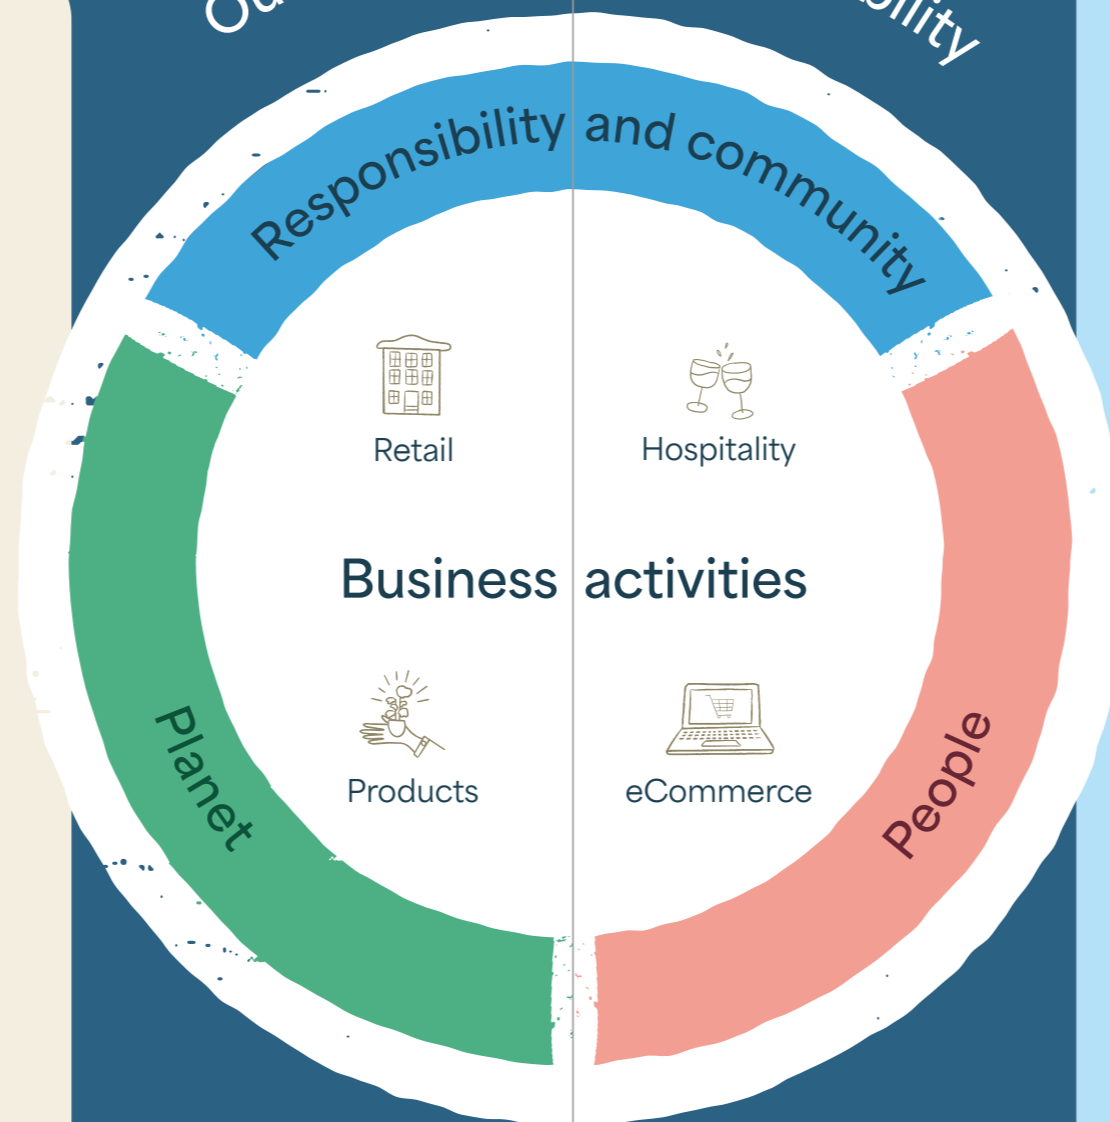 Responsibility and community
Retail
Hospitality
Business activities
Products
eCommerce
Planet
People